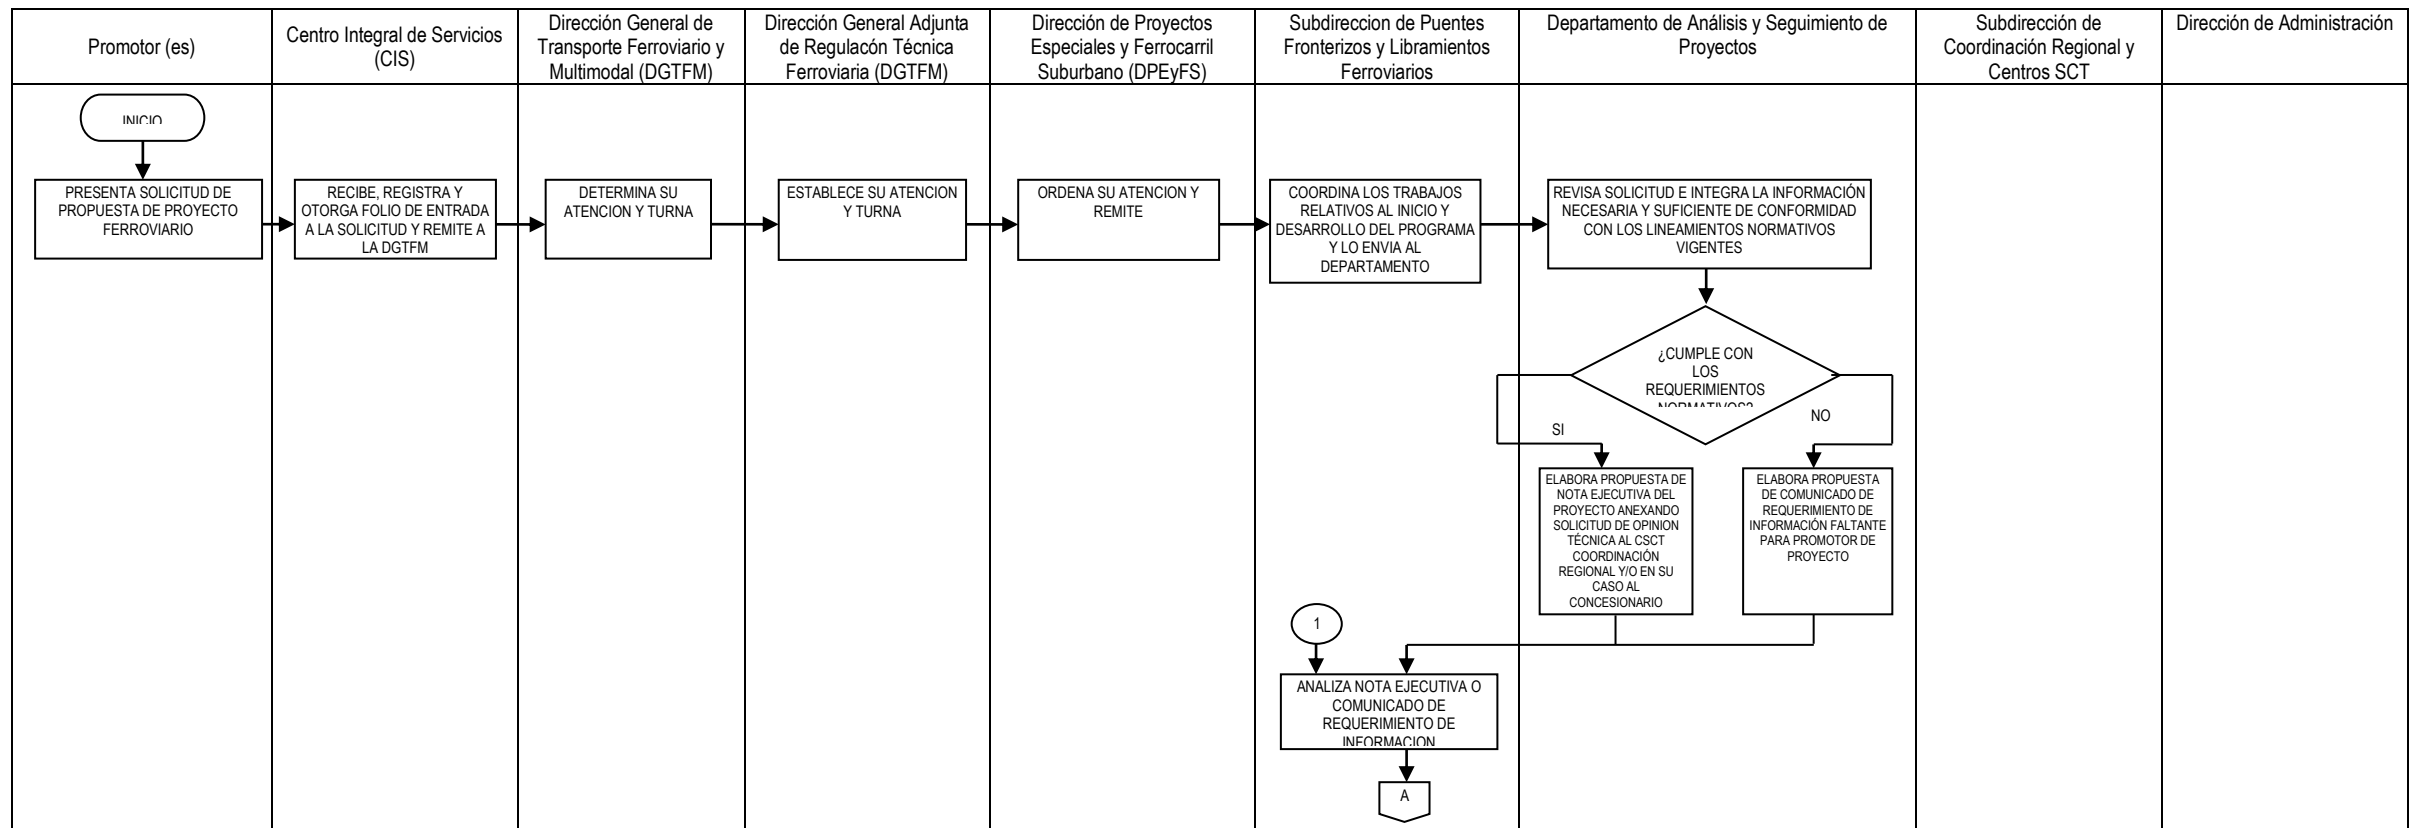 Promotor (es)
Centro Integral de Servicios
(CIS)
Dirección General de
Transporte Ferroviario y
Multimodal (DGTFM)
Dirección General Adjunta
de Regulacón Técnica
Ferroviaria (DGTFM)
Dirección de Proyectos
Especiales y Ferrocarril
Suburbano (DPEyFS)
Subdireccion de Puentes
Fronterizos y Libramientos
Ferroviarios
Departamento de Análisis y Seguimiento de
Proyectos
Subdirección de
Coordinación Regional y
Centros SCT
Dirección de Administración
INICIO
PRESENTA SOLICITUD DE
PROPUESTA DE PROYECTO
FERROVIARIO
RECIBE, REGISTRA Y
OTORGA FOLIO DE ENTRADA
A LA SOLICITUD Y REMITE A
LA DGTFM
DETERMINA SU
ATENCION Y TURNA
ESTABLECE SU ATENCION
Y TURNA
ORDENA SU ATENCION Y
REMITE
COORDINA LOS TRABAJOS
RELATIVOS AL INICIO Y
DESARROLLO DEL PROGRAMA
Y LO ENVIA AL
DEPARTAMENTO
REVISA SOLICITUD E INTEGRA LA INFORMACIÓN
NECESARIA Y SUFICIENTE DE CONFORMIDAD
CON LOS LINEAMIENTOS NORMATIVOS
VIGENTES
¿CUMPLE CON
LOS
REQUERIMIENTOS
NORMATIVOS?
SI
NO
ELABORA PROPUESTA DE
NOTA EJECUTIVA DEL
PROYECTO ANEXANDO
SOLICITUD DE OPINION
TÉCNICA AL CSCT
COORDINACIÓN
REGIONAL Y/O EN SU
CASO AL
CONCESIONARIO
ELABORA PROPUESTA
DE COMUNICADO DE
REQUERIMIENTO DE
INFORMACIÓN FALTANTE
PARA PROMOTOR DE
PROYECTO
1
ANALIZA NOTA EJECUTIVA O
COMUNICADO DE
REQUERIMIENTO DE
INFORMACION
A